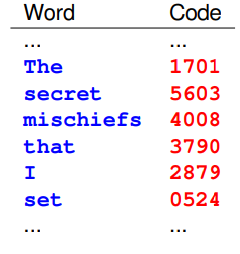 Word Code
... ...
The 1701
secret 5603
mischiefs 4008
that 3790
I 2879
set 0524
... ...